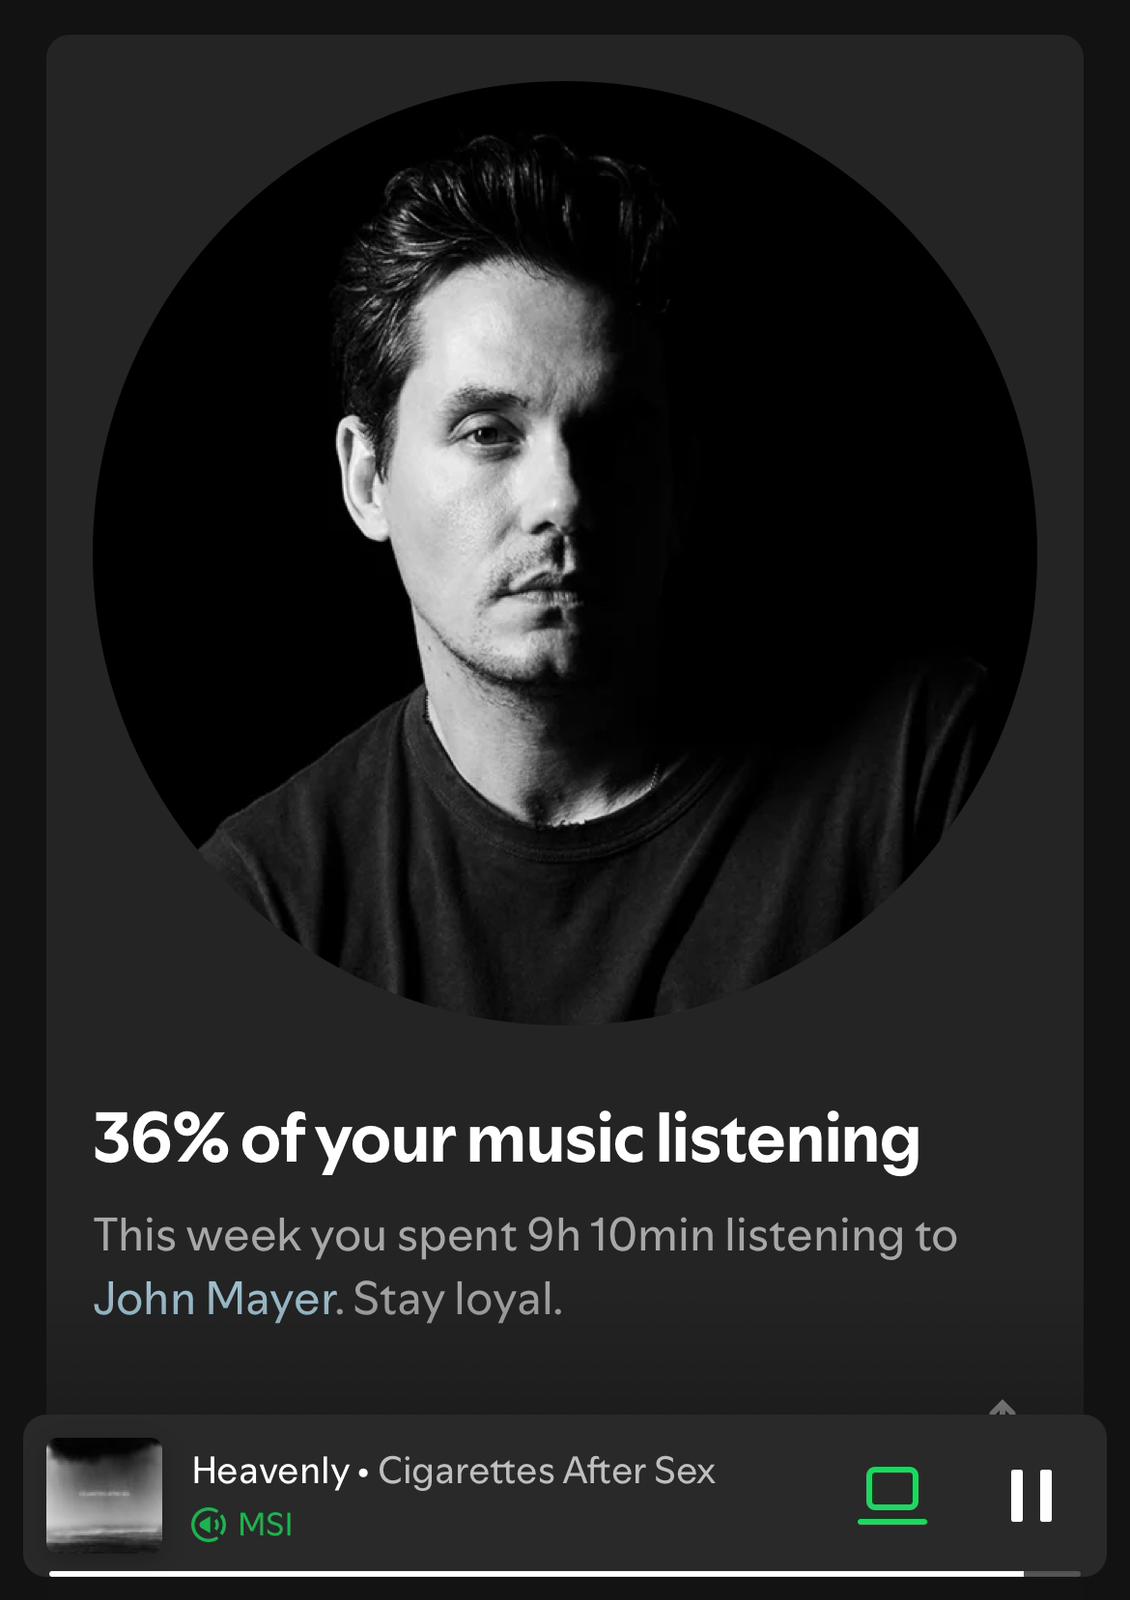 36% of your music listening
This week you spent 9h 10min listening to
John Mayer. Stay loyal.
Heavenly • Cigarettes After Sex
MSI